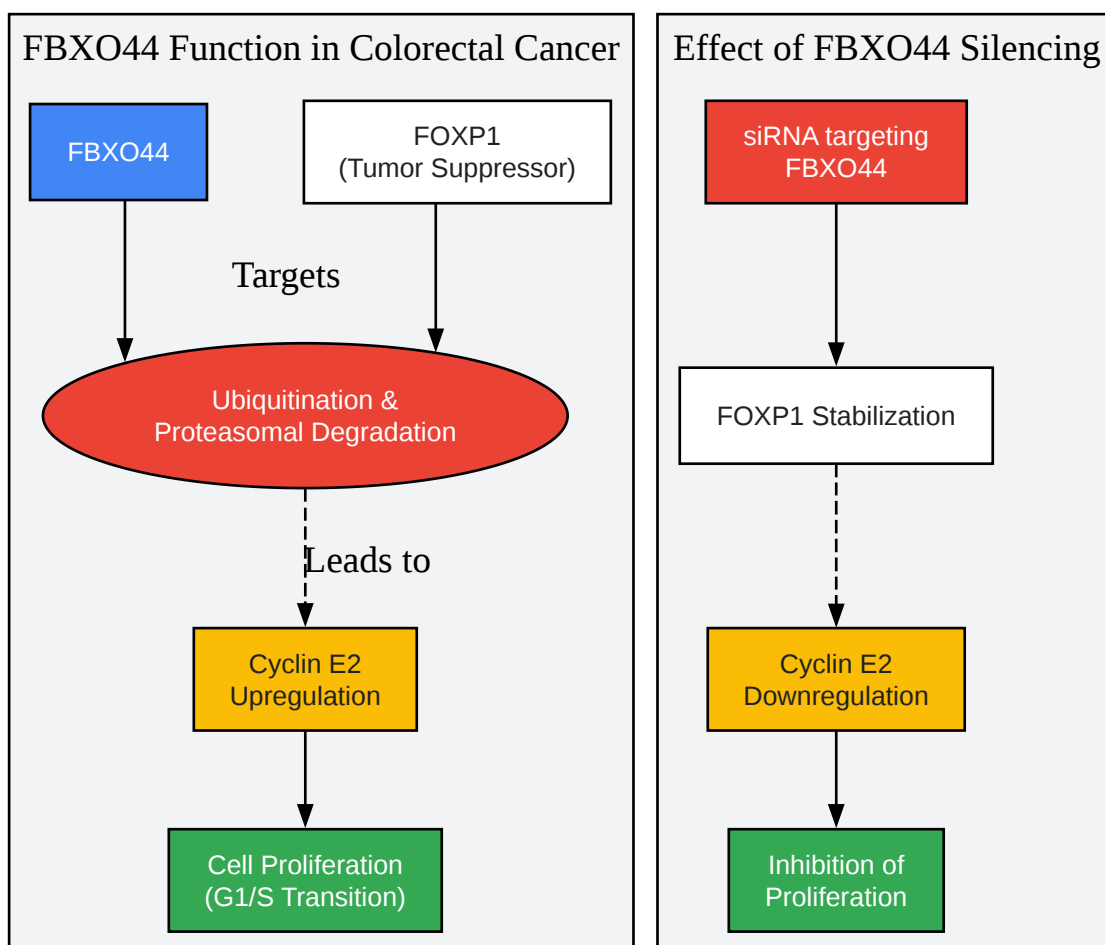 FBXO44 Function in Colorectal Cancer
FBXO44
FOXP1
(Tumor Suppressor)
Targets
Ubiquitination &
Proteasomal Degradation
Leads to
Cyclin E2
Upregulation
Cell Proliferation
(G1/S Transition)
Effect of FBXO44 Silencing
siRNA targeting
FBXO44
FOXP1 Stabilization
Cyclin E2
Downregulation
Inhibition of
Proliferation